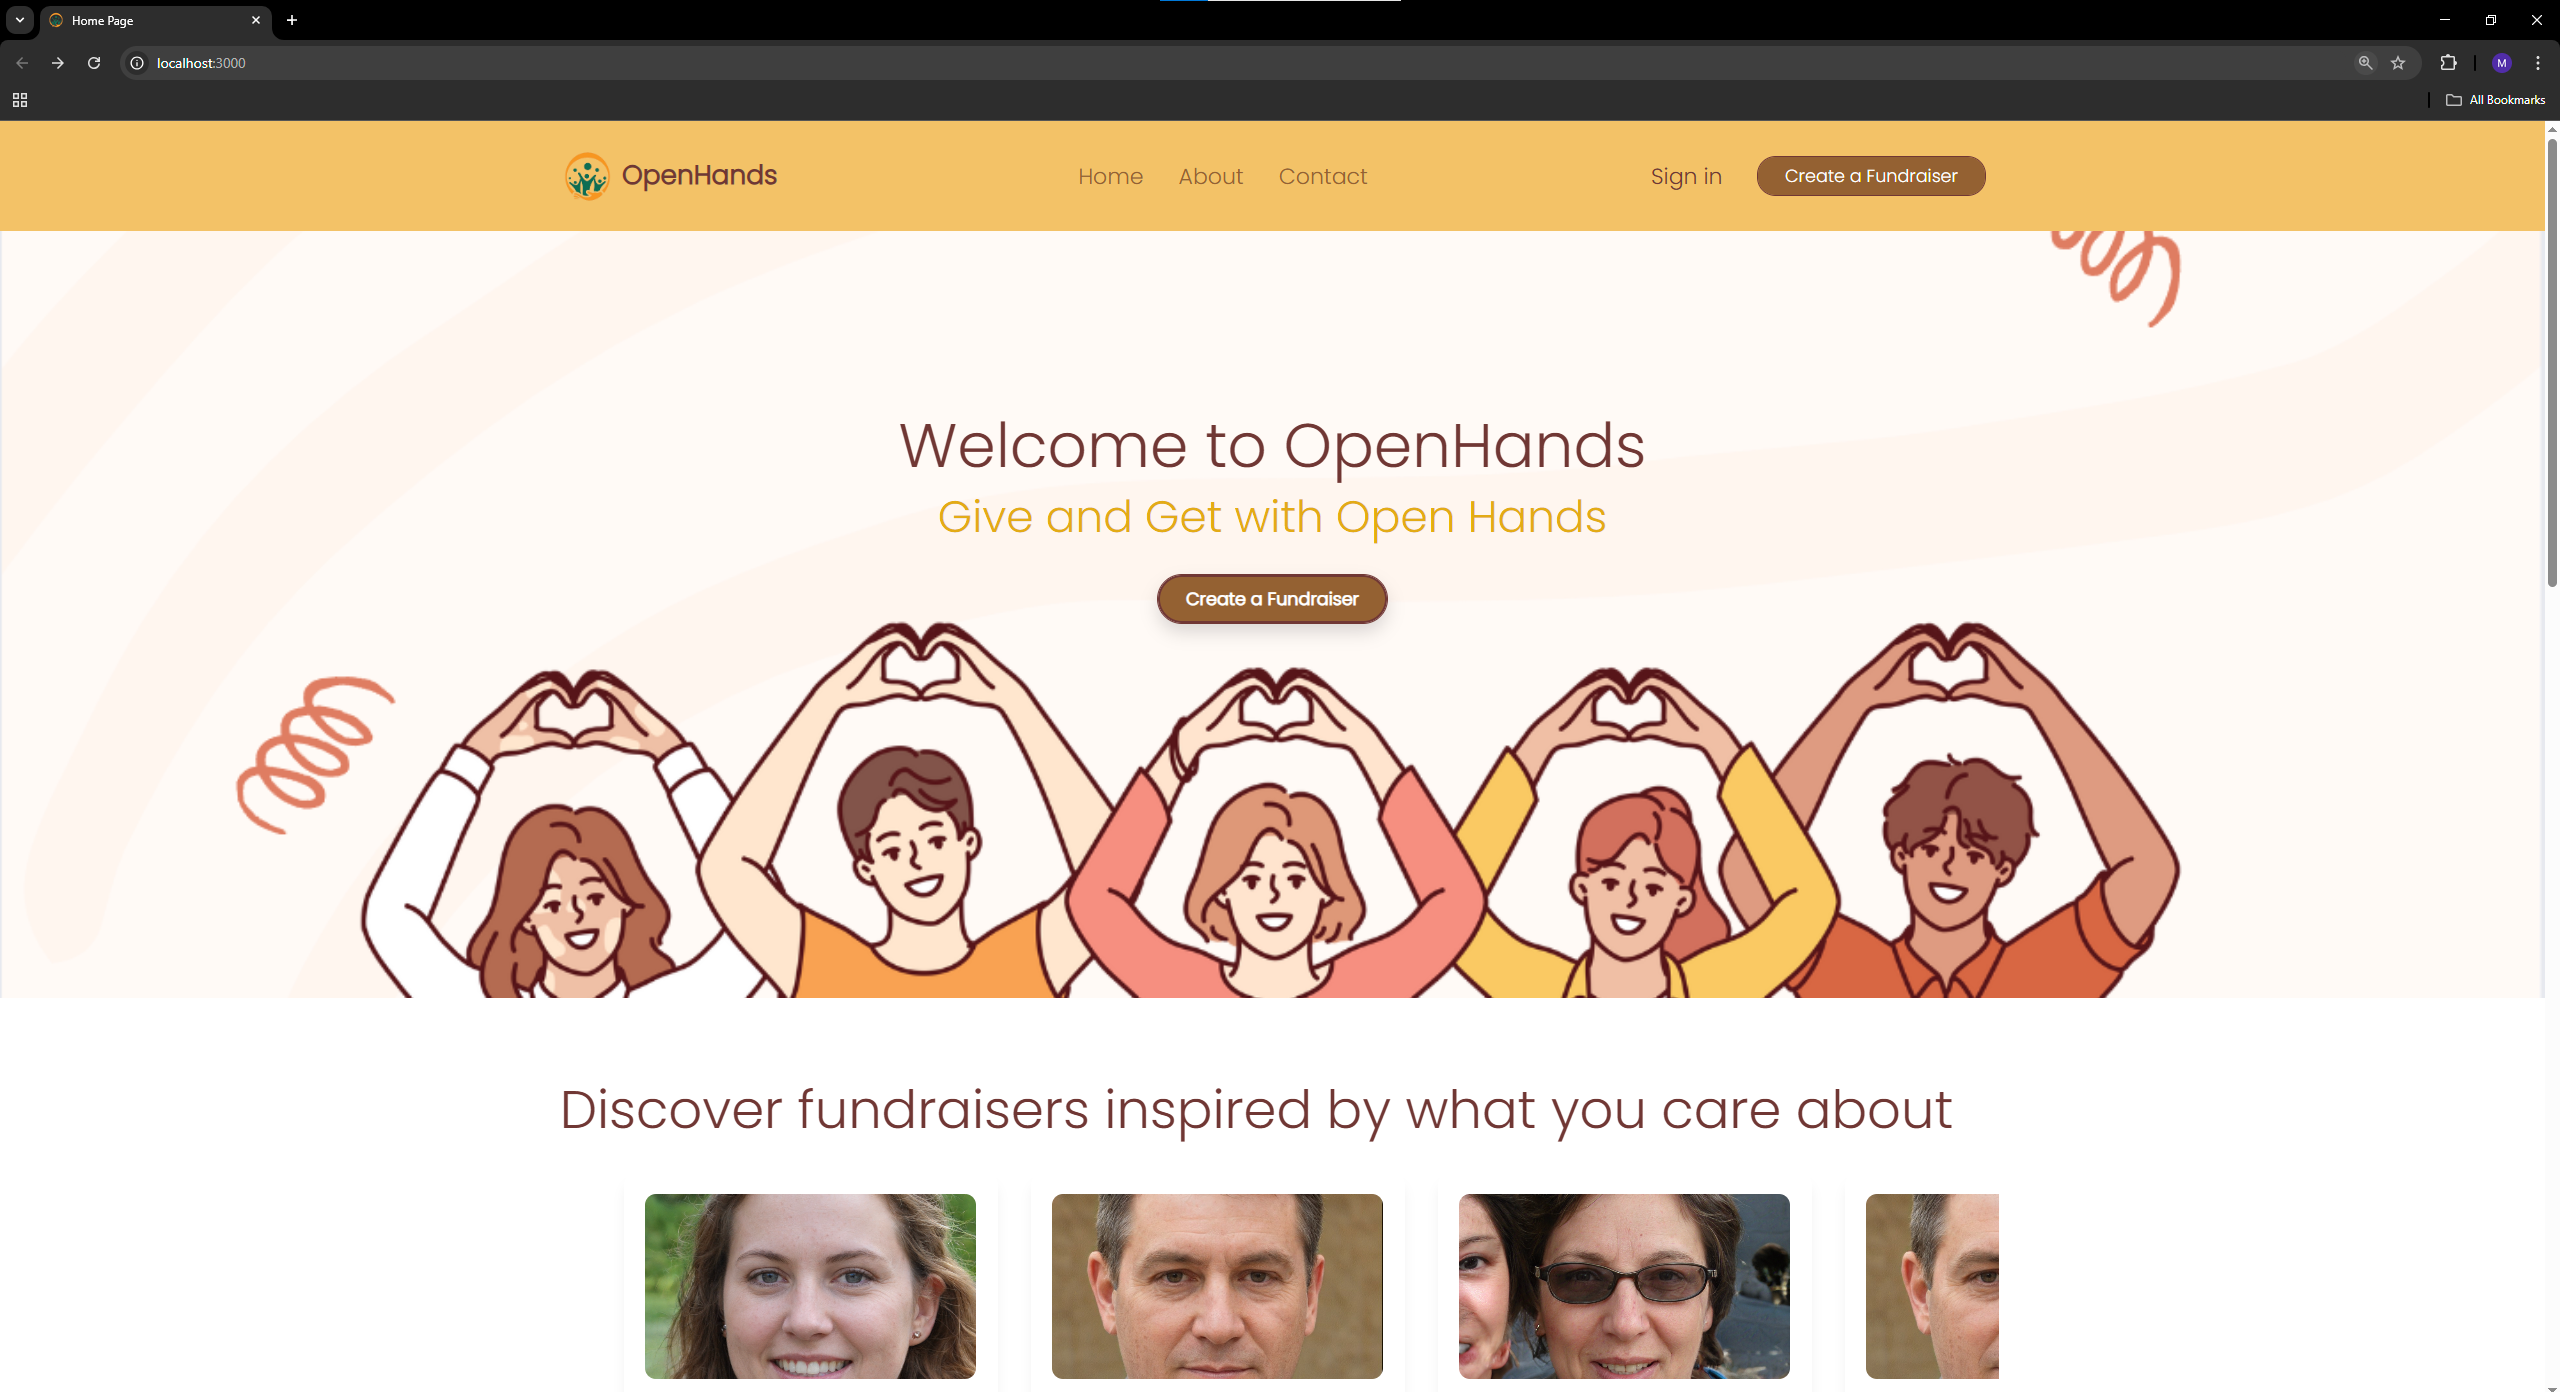 Home Page
localhost:3000
M
All Bookmarks
OpenHands
Home About Contact
Sign in Create a Fundraiser
Welcome to OpenHands
Give and Get with Open Hands
Create a Fundraiser
Discover fundraisers inspired by what you care about